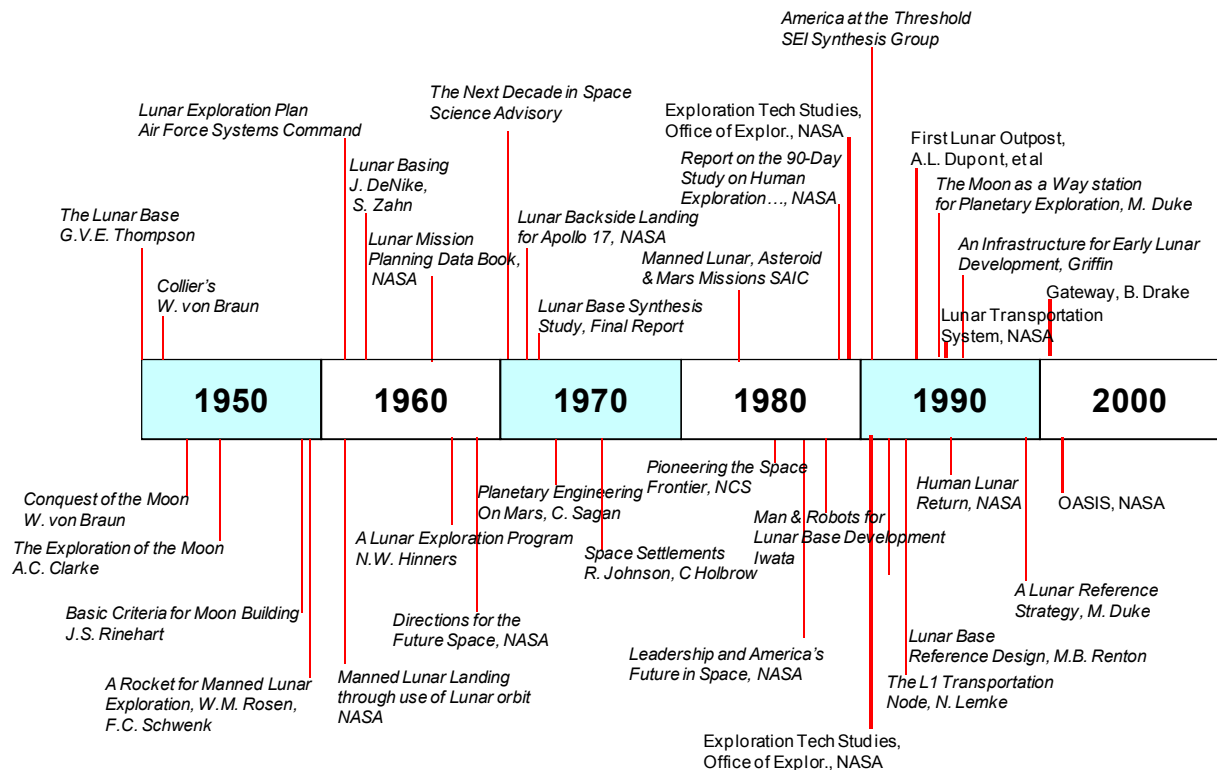 America at the Threshold
SEI Synthesis Group
The Next Decade in Space
Science Advisory
Lunar Exploration Plan
Air Force Systems Command
Exploration Tech Studies,
Office of Explor., NASA
First Lunar Outpost,
A.L. Dupont, et al
Lunar Basing
J. DeNike,
S. Zahn
Report on the 90-Day
Study on Human
Exploration…, NASA
The Moon as a Way station
for Planetary Exploration, M. Duke
The Lunar Base
G.V.E. Thompson
Lunar Backside Landing
for Apollo 17, NASA
Lunar Mission
Planning Data Book,
NASA
Manned Lunar, Asteroid
& Mars Missions SAIC
An Infrastructure for Early Lunar
Development, Griffin
Collier's
W. von Braun
Gateway, B. Drake
Lunar Base Synthesis
Study, Final Report
Lunar Transportation
System, NASA
1950
1960
1970
1980
1990
2000
Conquest of the Moon
W. von Braun
Planetary Engineering
On Mars, C. Sagan
Pioneering the Space
Frontier, NCS
Human Lunar
Return, NASA
OASIS, NASA
The Exploration of the Moon
A.C. Clarke
A Lunar Exploration Program
N.W. Hinners
Space Settlements
R. Johnson, C Holbrow
Man & Robots for
Lunar Base Development
Iwata
Basic Criteria for Moon Building
J.S. Rinehart
Directions for the
Future Space, NASA
A Lunar Reference
Strategy, M. Duke
A Rocket for Manned Lunar
Exploration, W.M. Rosen,
F.C. Schwenk
Manned Lunar Landing
through use of Lunar orbit
NASA
Leadership and America's
Future in Space, NASA
Lunar Base
Reference Design, M.B. Renton
The L1 Transportation
Node, N. Lemke
Exploration Tech Studies,
Office of Explor., NASA